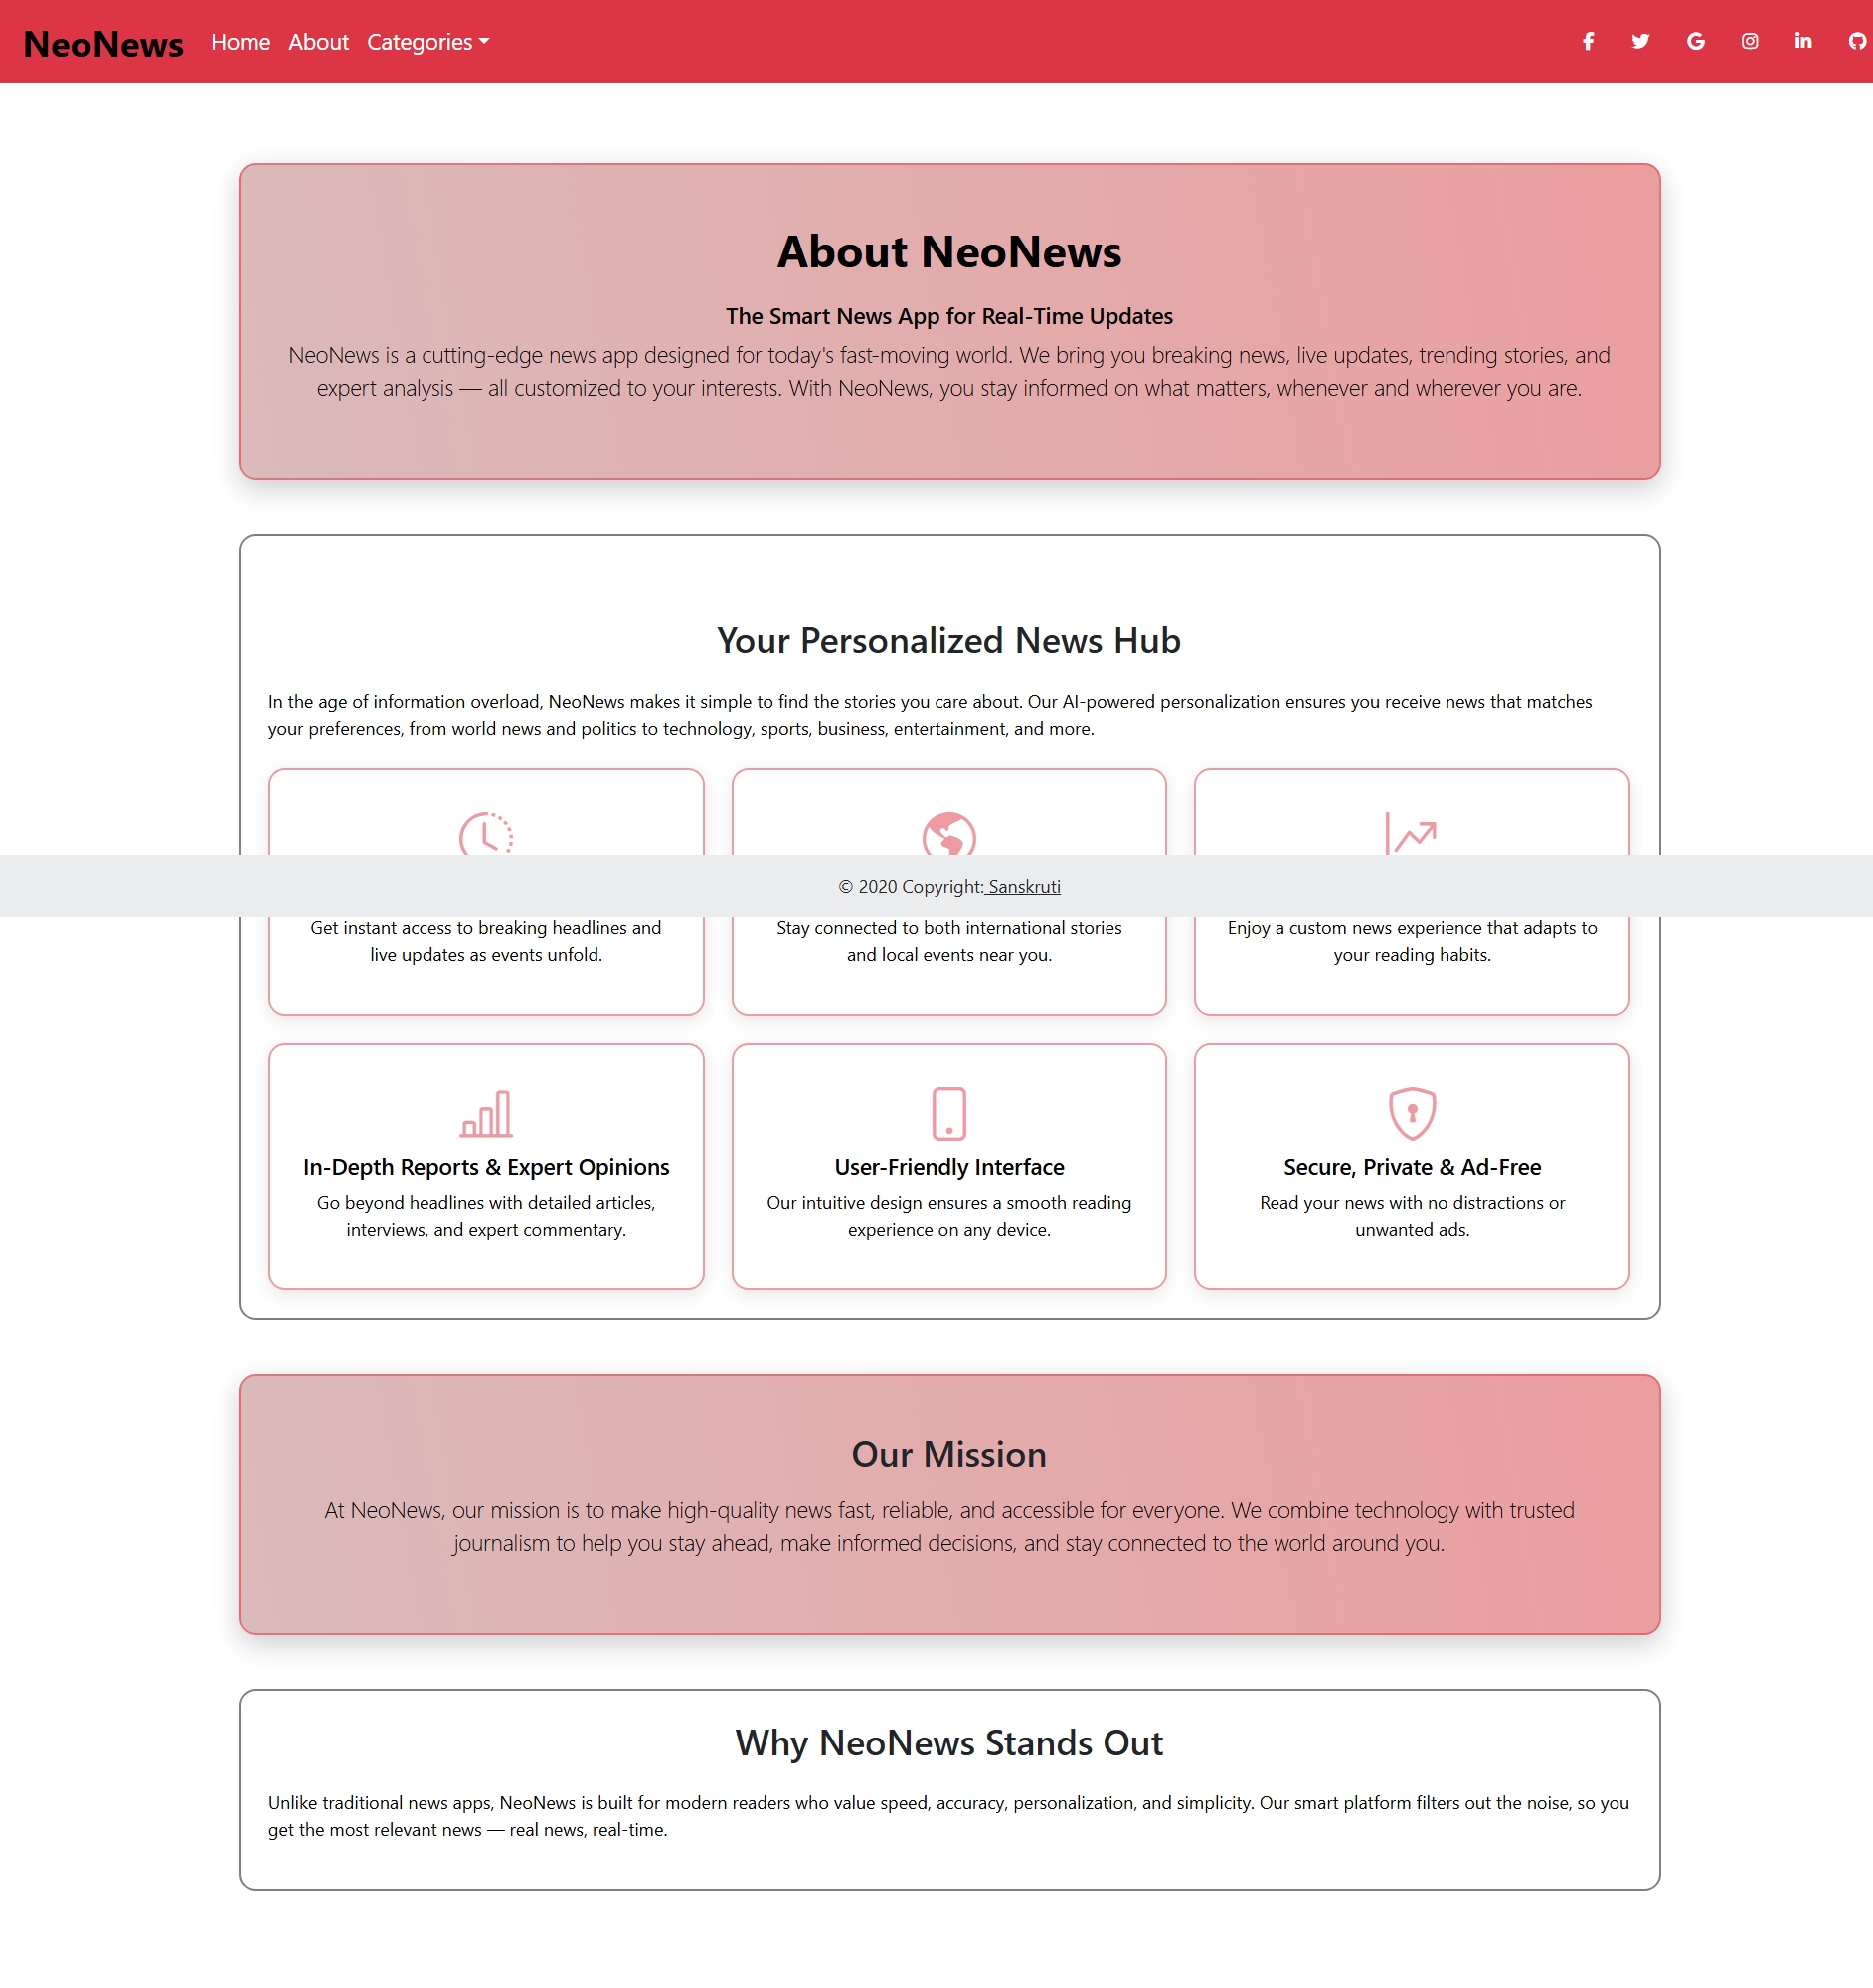 NeoNews Home About Categories
About NeoNews
The Smart News App for Real-Time Updates
NeoNews is a cutting-edge news app designed for today's fast-moving world. We bring you breaking news, live updates, trending stories, and
expert analysis — all customized to your interests. With NeoNews, you stay informed on what matters, whenever and wherever you are.
Your Personalized News Hub
In the age of information overload, NeoNews makes it simple to find the stories you care about. Our AI-powered personalization ensures you receive news that matches
your preferences, from world news and politics to technology, sports, business, entertainment, and more.
© 2020 Copyright: Sanskruti
Get instant access to breaking headlines and
live updates as events unfold.
Stay connected to both international stories
and local events near you.
Enjoy a custom news experience that adapts to
your reading habits.
In-Depth Reports & Expert Opinions
Go beyond headlines with detailed articles,
interviews, and expert commentary.
User-Friendly Interface
Our intuitive design ensures a smooth reading
experience on any device.
Secure, Private & Ad-Free
Read your news with no distractions or
unwanted ads.
Our Mission
At NeoNews, our mission is to make high-quality news fast, reliable, and accessible for everyone. We combine technology with trusted
journalism to help you stay ahead, make informed decisions, and stay connected to the world around you.
Why NeoNews Stands Out
Unlike traditional news apps, NeoNews is built for modern readers who value speed, accuracy, personalization, and simplicity. Our smart platform filters out the noise, so you
get the most relevant news — real news, real-time.